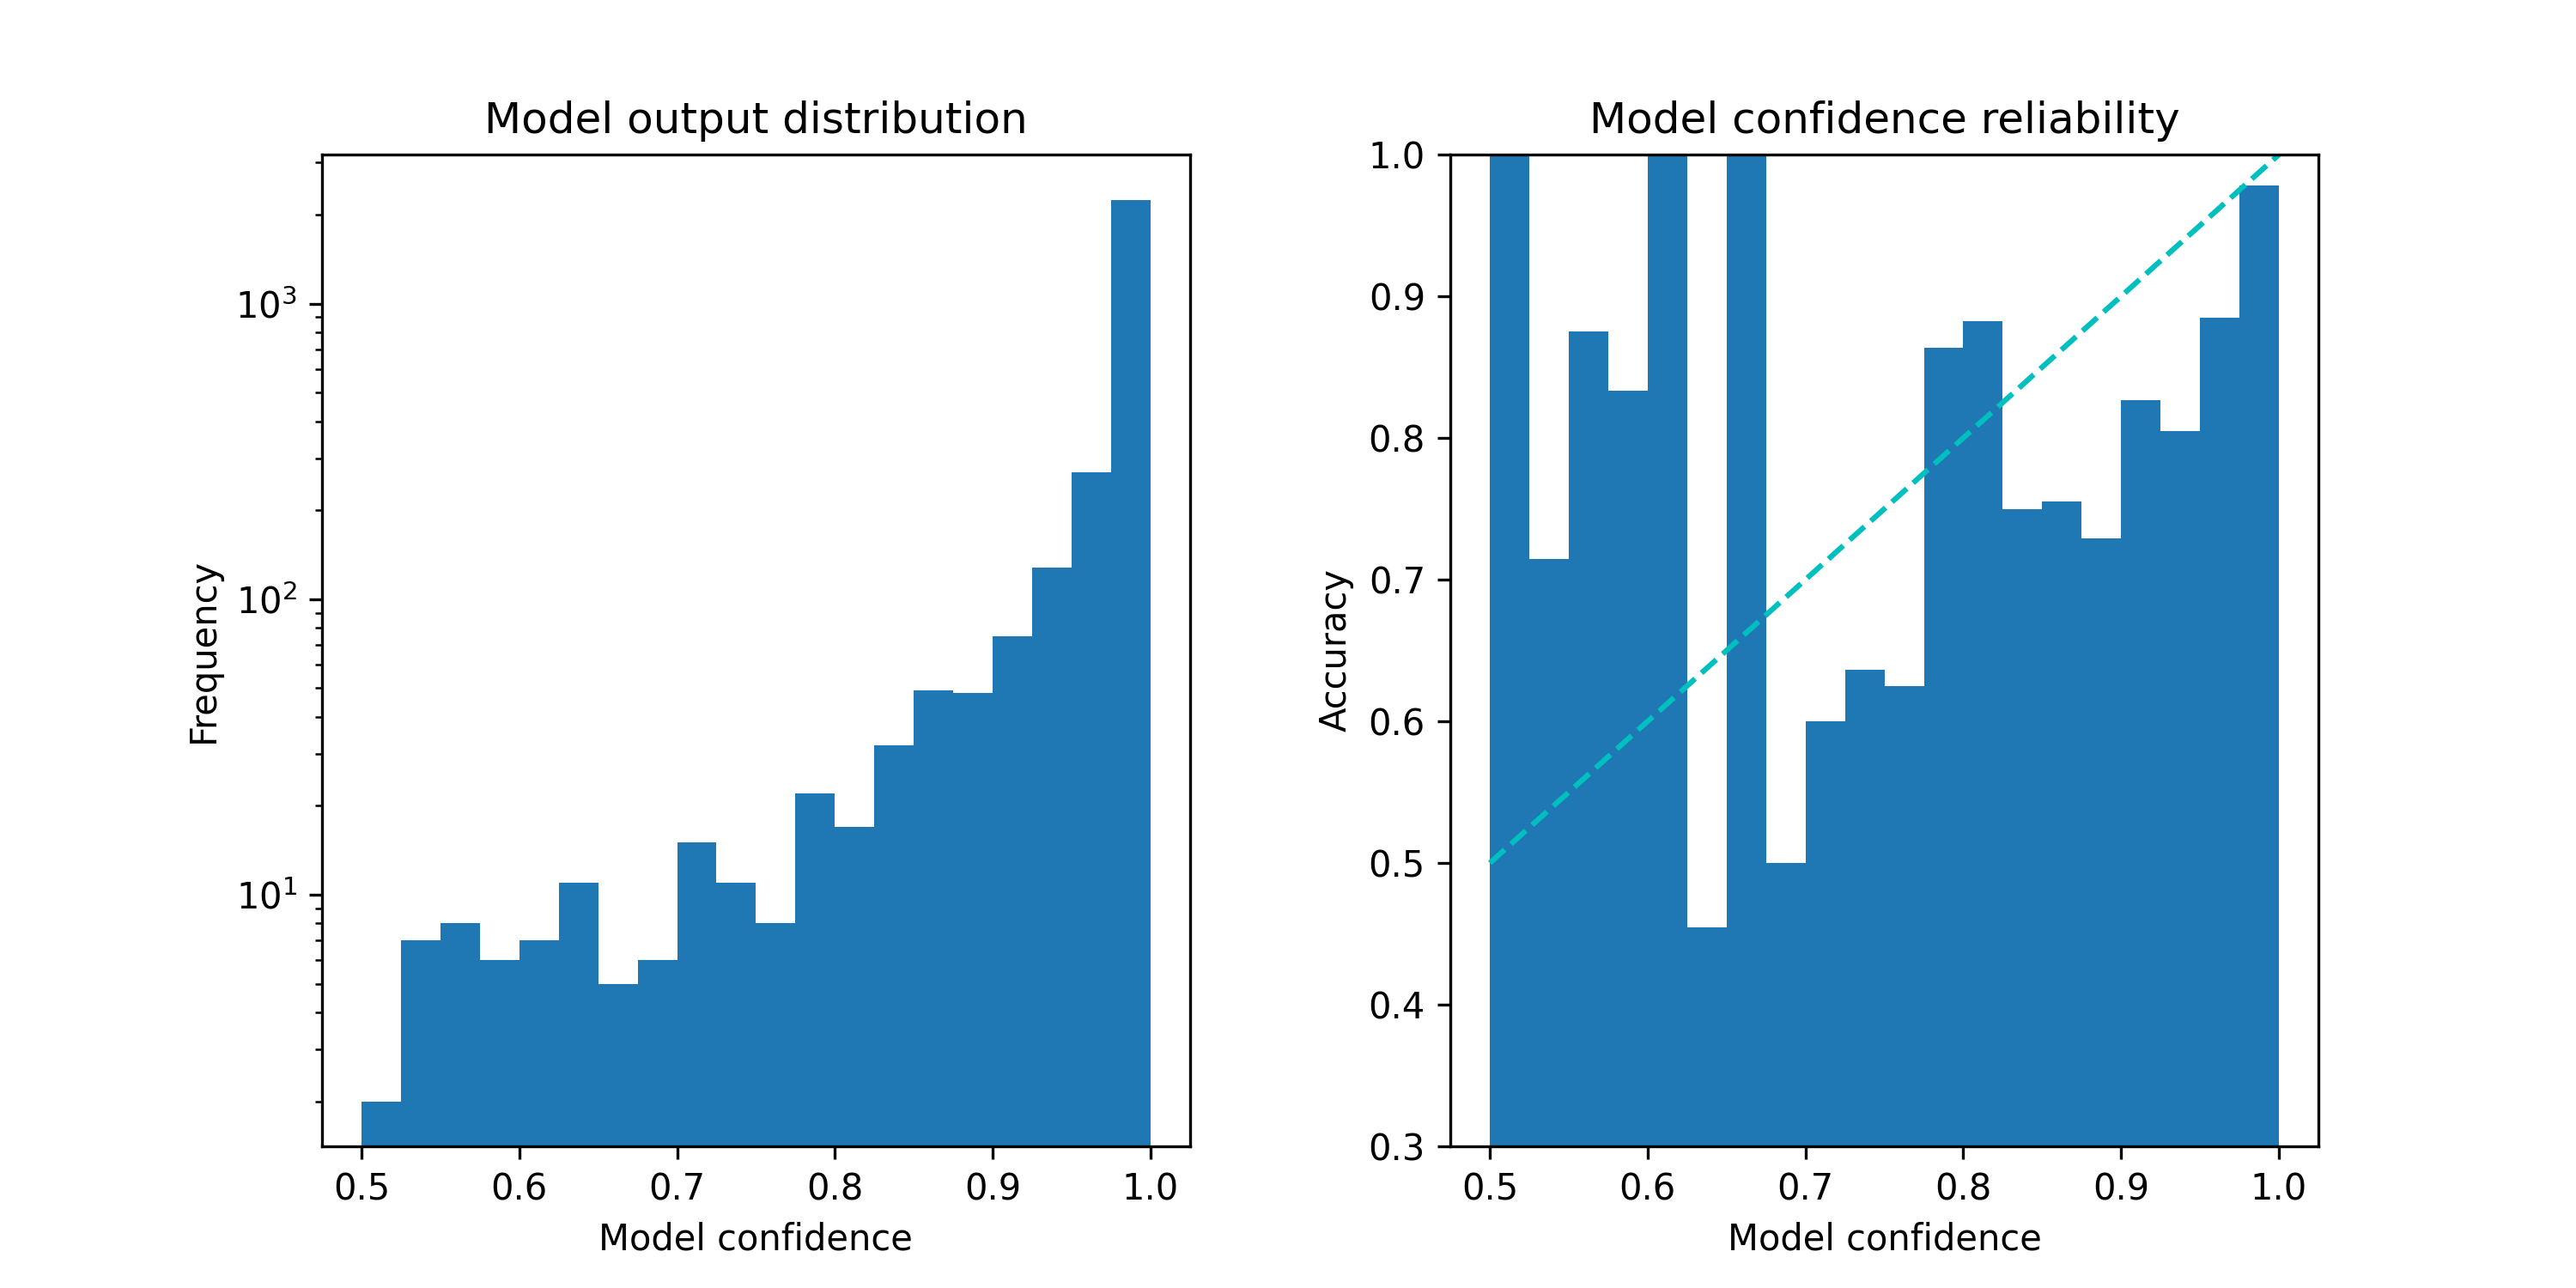 Model output distribution
Frequency
10³
10²
10¹
0.5 0.6 0.7 0.8 0.9 1.0
Model confidence
Model confidence reliability
Accuracy
1.0
0.9
0.8
0.7
0.6
0.5
0.4
0.3
0.5 0.6 0.7 0.8 0.9 1.0
Model confidence